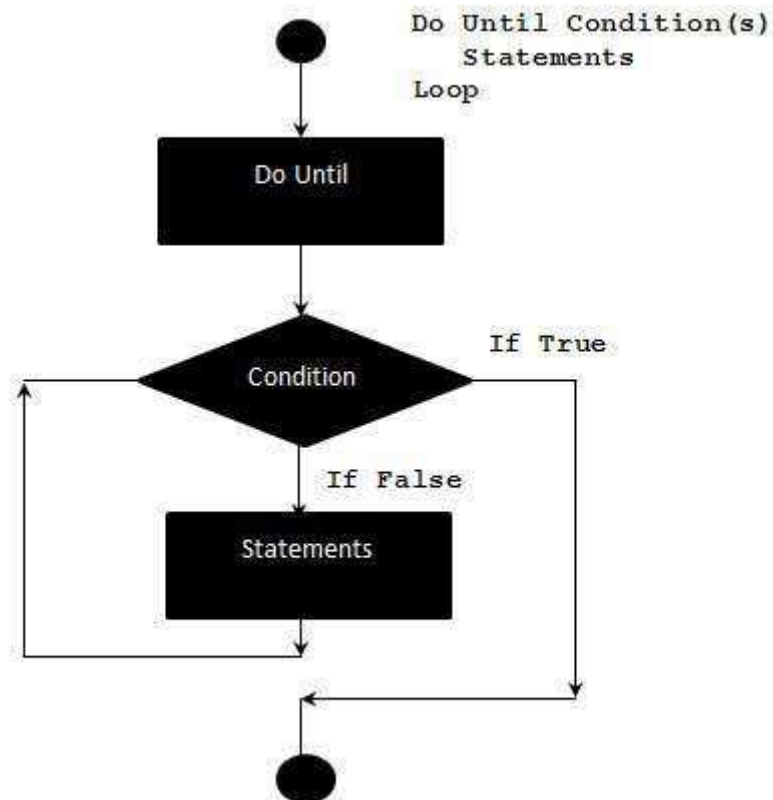 Do Until Condition(s)
Statements
Loop
Do Until
Condition
If True
If False
Statements